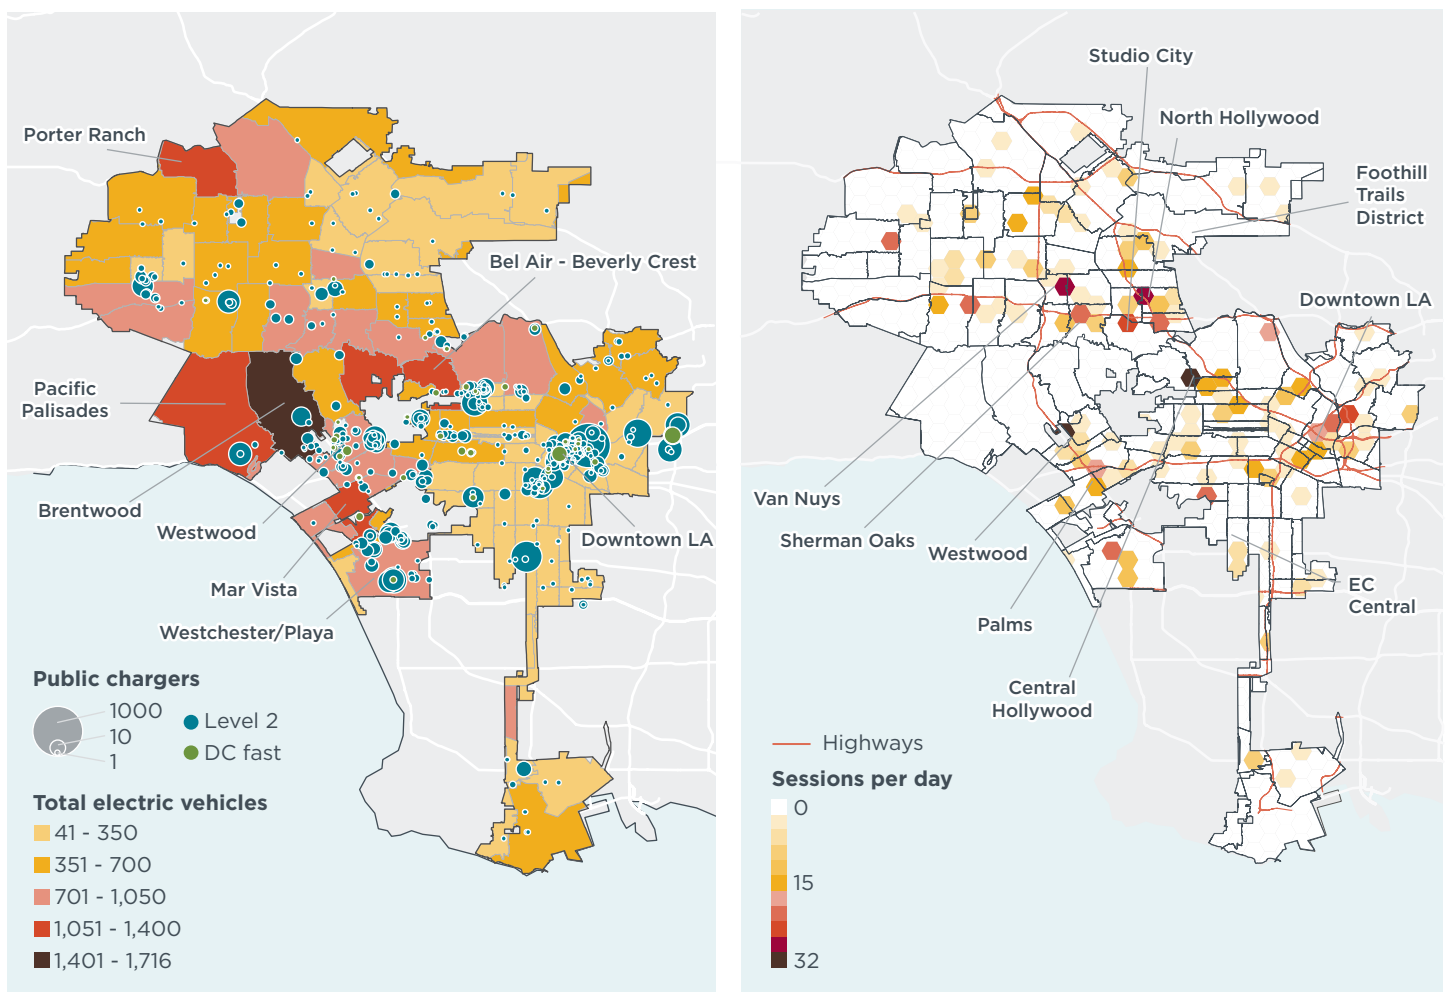 Porter Ranch
Bel Air - Beverly Crest
Pacific
Palisades
Brentwood
Westwood
Downtown LA
Mar Vista
Westchester/Playa
Public chargers
1000
10
1
Level 2
DC fast
Total electric vehicles
41 - 350
351 - 700
701 - 1,050
1,051 - 1,400
1,401 - 1,716
Studio City
North Hollywood
Foothill
Trails
District
Downtown LA
Van Nuys
Sherman Oaks
Westwood
EC
Central
Palms
Central
Hollywood
Highways
Sessions per day
0
15
32